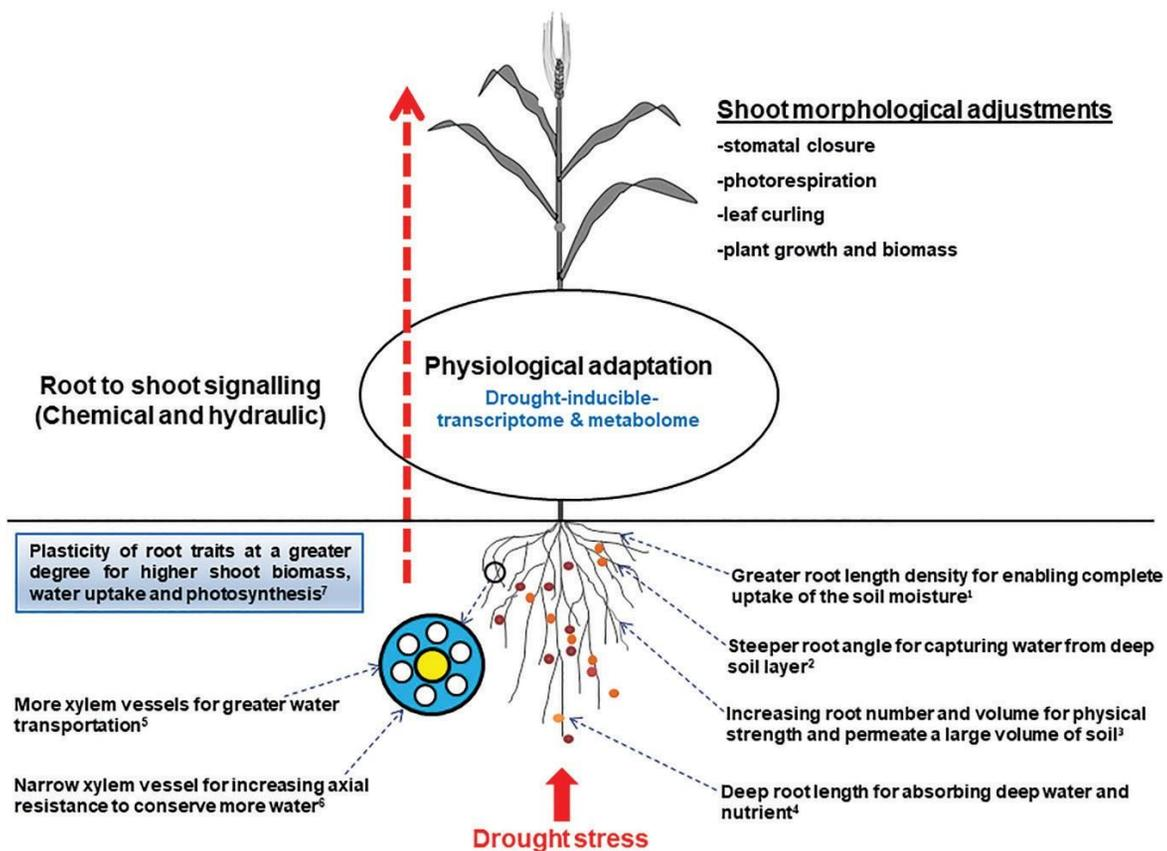 Shoot morphological adjustments
-stomatal closure
-photorespiration
-leaf curling
-plant growth and biomass
Physiological adaptation
Drought-inducible-
transcriptome & metabolome
Root to shoot signalling
(Chemical and hydraulic)
Plasticity of root traits at a greater
degree for higher shoot biomass,
water uptake and photosynthesis⁷
Greater root length density for enabling complete
uptake of the soil moisture¹
Steeper root angle for capturing water from deep
soil layer²
More xylem vessels for greater water
transportation⁵
Increasing root number and volume for physical
strength and permeate a large volume of soil³
Narrow xylem vessel for increasing axial
resistance to conserve more water⁶
Deep root length for absorbing deep water and
nutrient⁴
Drought stress